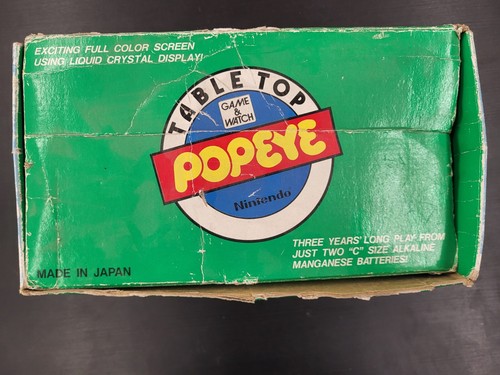 EXCITING FULL COLOR SCREEN
USING LIQUID CRYSTAL DISPLAY!
TABLE TOP
GAME
&
WATCH
POPEYE
Nintendo
THREE YEARS' LONG PLAY FROM
JUST TWO "C" SIZE ALKALINE
MANGANESE BATTERIES!
MADE IN JAPAN